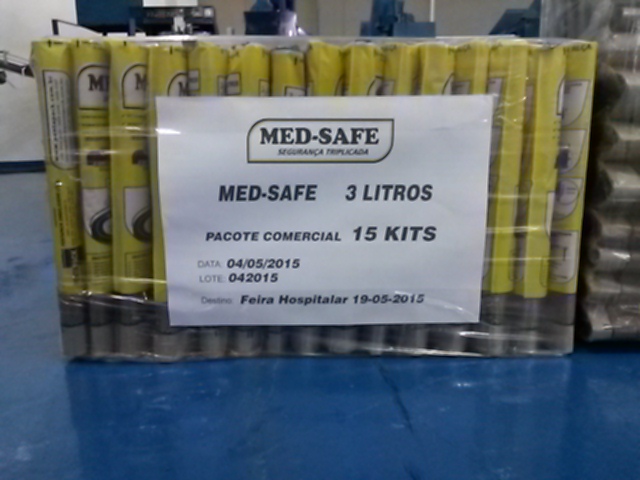 MED-SAFE
SEGURANÇA TRIPLICADA
MED-SAFE 3 LITROS
PACOTE COMERCIAL 15 KITS
DATA: 04/05/2015
LOTE: 042015
Destino: Feira Hospitalar 19-05-2015
MED